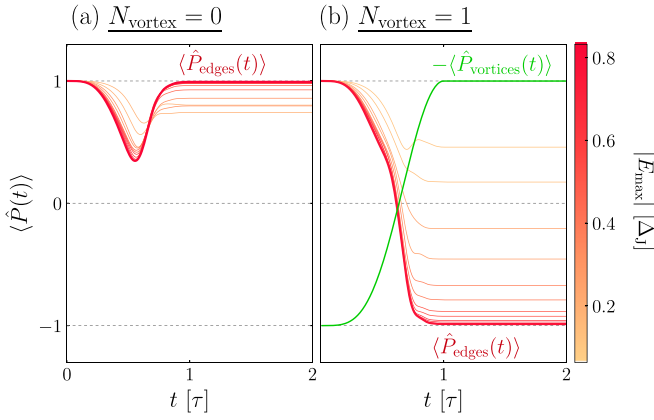 (a) N_vortex = 0
(b) N_vortex = 1
⟨P̂_edges(t)⟩
−⟨P̂_vortices(t)⟩
⟨P̂_edges(t)⟩
⟨P̂(t)⟩
1
0
−1
0
1
2
1
2
t [τ]
t [τ]
0.8
0.6
0.4
0.2
|E_max| [Δ_J]